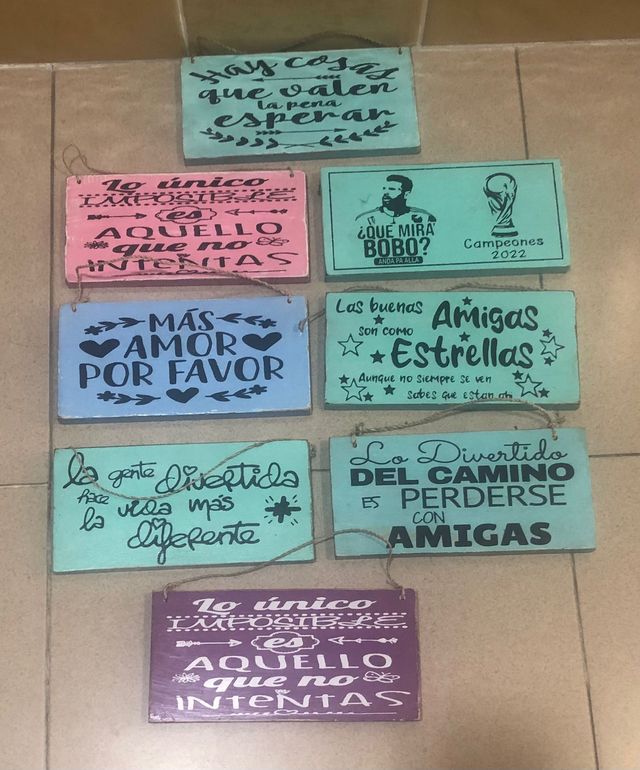 Hay cosas
que valen
la pena
esperar
Lo único
IMPOSIBLE
es
AQUELLO
que no
INTENTAS
¿QUE MIRA
BOBO?
ANDA PA ALLA
Campeones
2022
MÁS
AMOR
POR FAVOR
Las buenas Amigas
son como
Estrellas
Aunque no siempre se ven
sabes que estan ahi
la gente divertida
hace la vida más
diferente
Lo Divertido
DEL CAMINO
ES PERDERSE
CON
AMIGAS
Lo único
IMPOSIBLE
es
AQUELLO
que no
INTENTAS